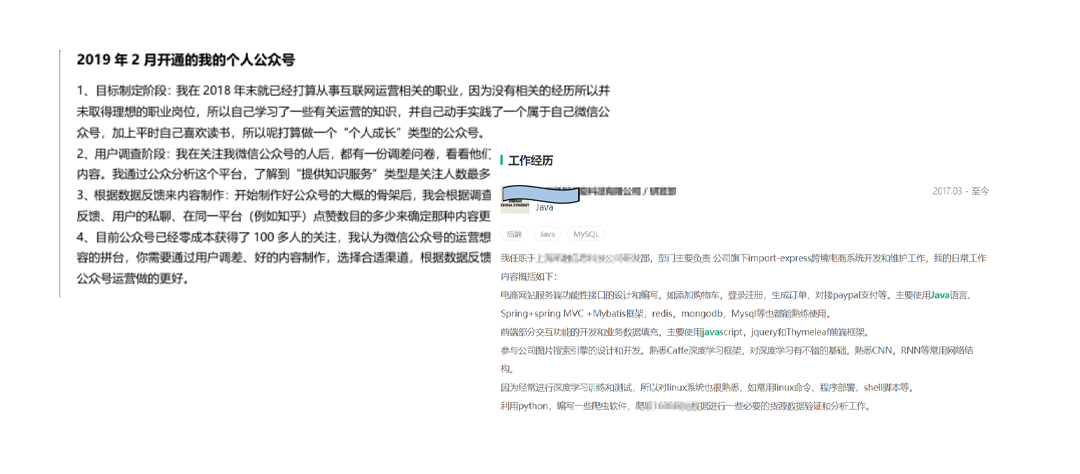 2019 年 2 月开通的我的个人公众号
1、目标制定阶段：我在 2018 年末就已经打算从事互联网运营相关的职业，因为没有相关的经历所以并
未取得理想的职业岗位，所以自己学习了一些有关运营的知识，并自己动手实践了一个属于自己微信公
众号，加上平时自己喜欢读书，所以呢打算做一个“个人成长”类型的公众号。
2、用户调查阶段：我在关注我微信公众号的人后，都有一份调差问卷，看看他们
内容。我通过公众分析这个平台，了解到“提供知识服务”类型是关注人数最多
3、根据数据反馈来内容制作：开始制作好公众号的大概的骨架后，我会根据调查
反馈、用户的私聊、在同一平台（例如知乎）点赞数目的多少来确定那种内容更
4、目前公众号已经零成本获得了 100 多人的关注，我认为微信公众号的运营想
容的拼台，你需要通过用户调差、好的内容制作，选择合适渠道，根据数据反馈
公众号运营做的更好。
工作经历
科技有限公司 / 研发部
2017.03 - 至今
Java
后端 Java MySQL
我任职于发部，部门主要负责 公司旗下import-express跨境电商系统开发和维护工作，我的日常工作
内容概括如下：
电商网站服务端功能性接口的设计和编写，如添加购物车，登录注册，生成订单，对接paypal支付等。主要使用Java语言、
Spring+spring MVC +Mybatis框架，redis，mongodb，Mysql等也都能熟练使用。
前端部分交互功能的开发和业务数据填充，主要使用javascript，jquery和Thymeleaf前端框架。
参与公司图片搜索引擎的设计和开发。熟悉Caffe深度学习框架，对深度学习有不错的基础，熟悉CNN，RNN等常用网络结
构。
因为经常进行深度学习训练和测试，所以对linux系统也很熟悉，如常用linux命令、程序部署、shell脚本等。
利用python，编写一些爬虫软件，爬据进行一些必要的货源数据验证和分析工作。